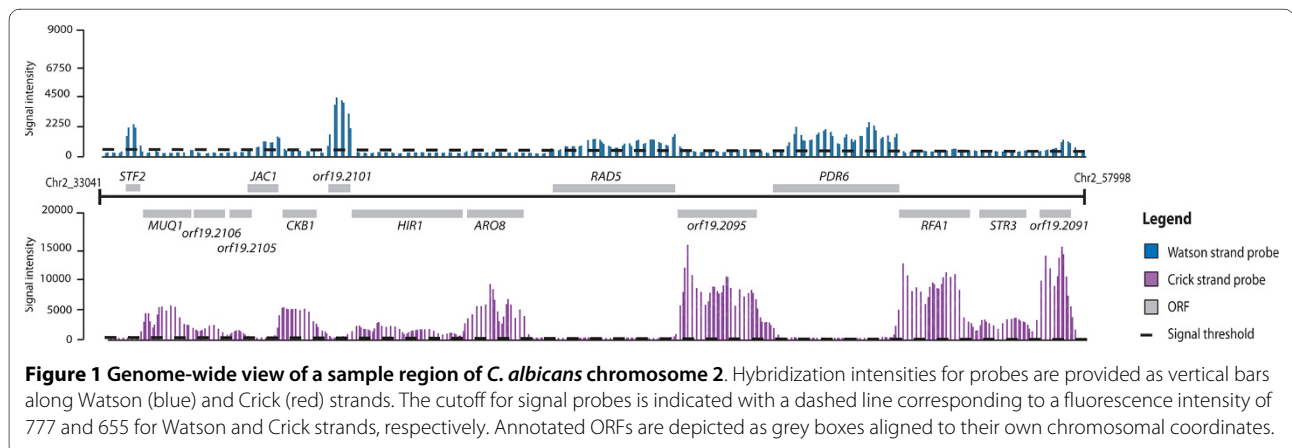 9000
6750
4500
2250
0
Signal intensity
STF2
JAC1
orf19.2101
RAD5
PDR6
Chr2_33041
Chr2_57998
MUQ1
orf19.2106
orf19.2105
CKB1
HIR1
ARO8
orf19.2095
RFA1
STR3
orf19.2091
20000
15000
10000
5000
0
Signal intensity
Legend
Watson strand probe
Crick strand probe
ORF
Signal threshold
Figure 1 Genome-wide view of a sample region of C. albicans chromosome 2. Hybridization intensities for probes are provided as vertical bars
along Watson (blue) and Crick (red) strands. The cutoff for signal probes is indicated with a dashed line corresponding to a fluorescence intensity of
777 and 655 for Watson and Crick strands, respectively. Annotated ORFs are depicted as grey boxes aligned to their own chromosomal coordinates.